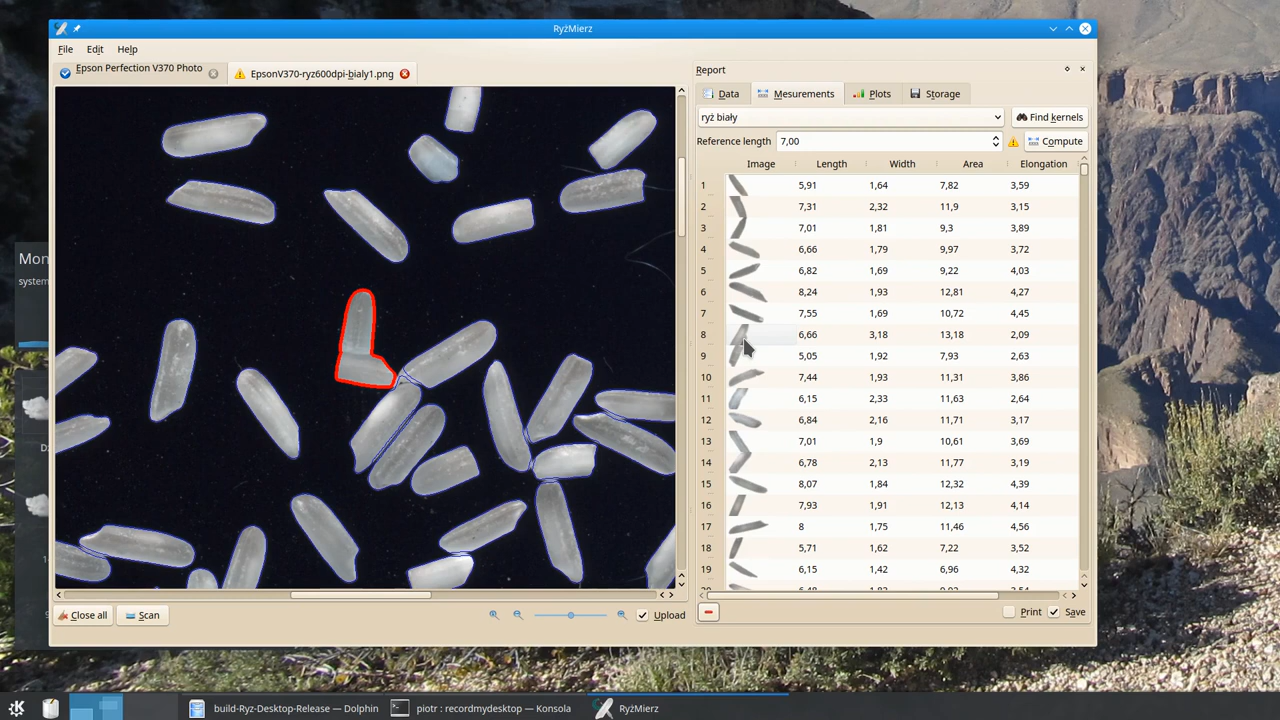 RyżMierz
File Edit Help
Epson Perfection V370 Photo
EpsonV370-ryz600dpi-bialy1.png
Report
Data Mesurements Plots Storage
ryż biały Find kernels
Reference length 7,00 Compute
Image Length Width Area Elongation
1 5,91 1,64 7,82 3,59
2 7,31 2,32 11,9 3,15
3 7,01 1,81 9,3 3,89
4 6,66 1,79 9,97 3,72
5 6,82 1,69 9,22 4,03
6 8,24 1,93 12,81 4,27
7 7,55 1,69 10,72 4,45
8 6,66 3,18 13,18 2,09
9 5,05 1,92 7,93 2,63
10 7,44 1,93 11,31 3,86
11 6,15 2,33 11,63 2,64
12 6,84 2,16 11,71 3,17
13 7,01 1,9 10,61 3,69
14 6,78 2,13 11,77 3,19
15 8,07 1,84 12,32 4,39
16 7,93 1,91 12,13 4,14
17 8 1,75 11,46 4,56
18 5,71 1,62 7,22 3,52
19 6,15 1,42 6,96 4,32
Close all Scan Upload
Print Save
Mon
system
build-Ryz-Desktop-Release — Dolphin
piotr : recordmydesktop — Konsola
RyżMierz